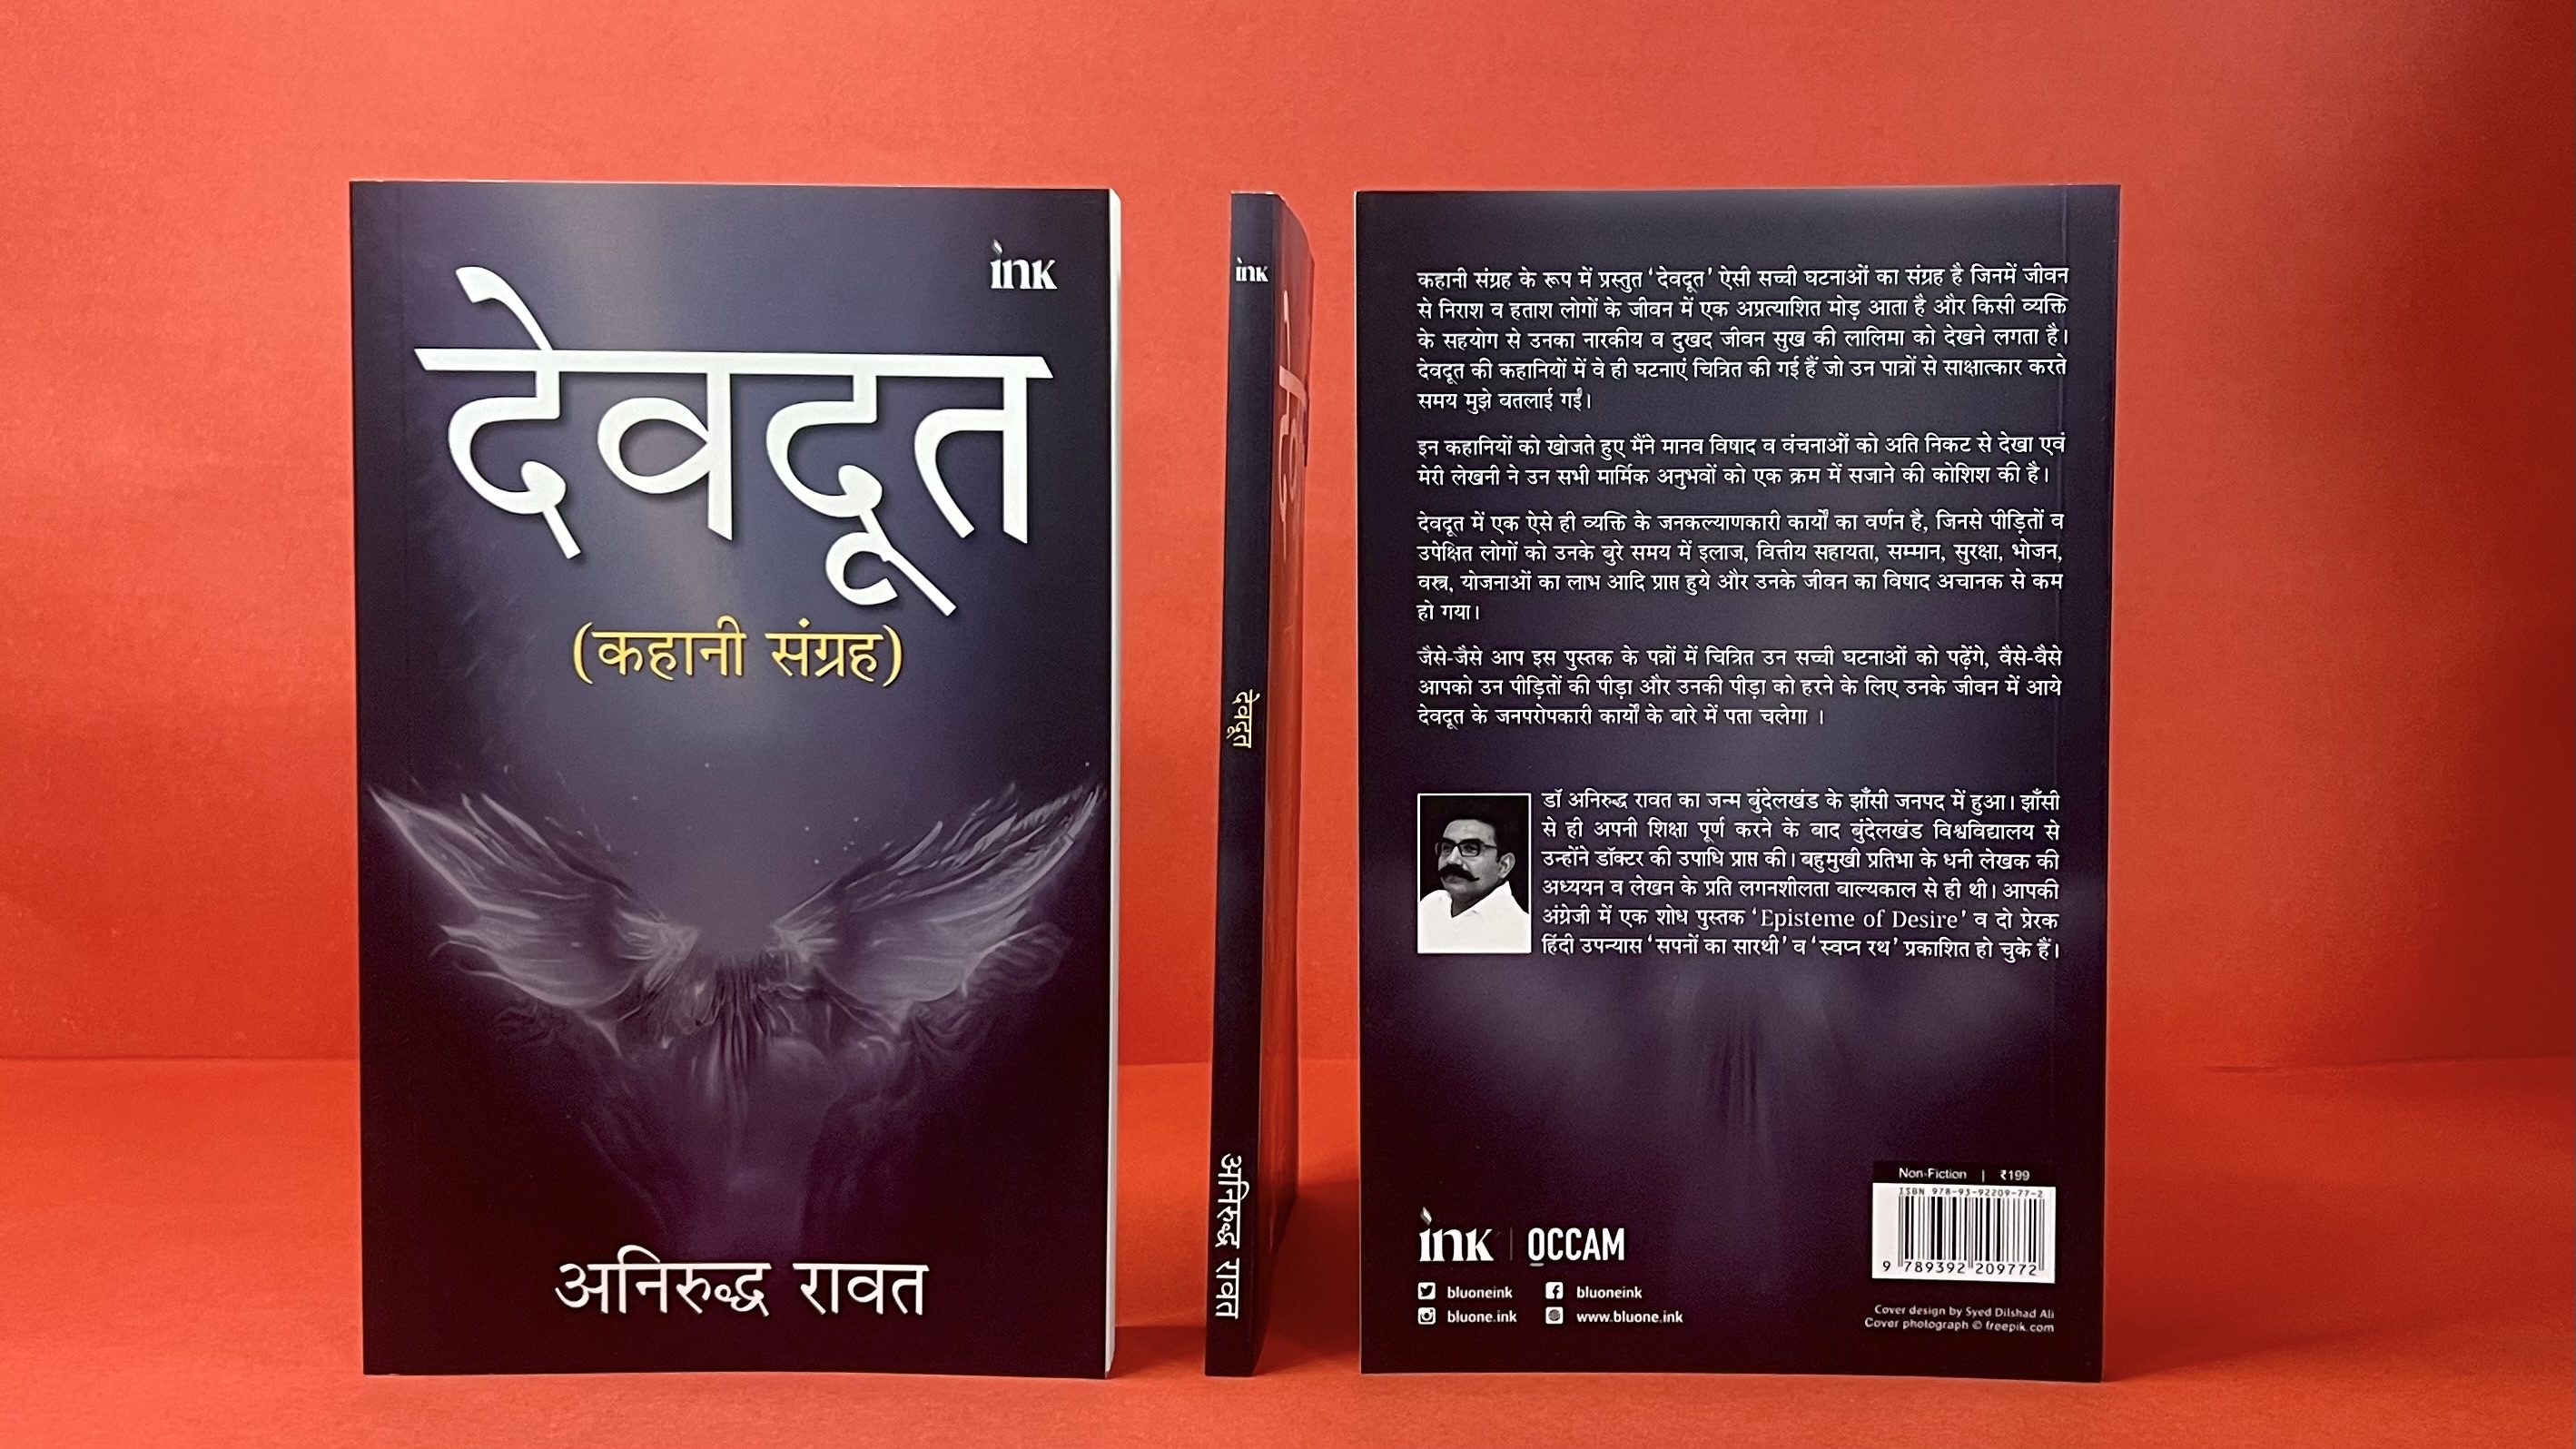 ink
देवदूत
(कहानी संग्रह)
अनिरुद्ध रावत
ink
देवदूत
अनिरुद्ध रावत
कहानी संग्रह के रूप में प्रस्तुत ‘देवदूत’ ऐसी सच्ची घटनाओं का संग्रह है जिनमें जीवन
से निराश व हताश लोगों के जीवन में एक अप्रत्याशित मोड़ आता है और किसी व्यक्ति
के सहयोग से उनका नारकीय व दुखद जीवन सुख की लालिमा को देखने लगता है।
देवदूत की कहानियों में वे ही घटनाएं चित्रित की गई हैं जो उन पात्रों से साक्षात्कार करते
समय मुझे बतलाई गईं।
इन कहानियों को खोजते हुए मैंने मानव विषाद व वंचनाओं को अति निकट से देखा एवं
मेरी लेखनी ने उन सभी मार्मिक अनुभवों को एक क्रम में सजाने की कोशिश की है।
देवदूत में एक ऐसे ही व्यक्ति के जनकल्याणकारी कार्यों का वर्णन है, जिनसे पीड़ितों व
उपेक्षित लोगों को उनके बुरे समय में इलाज, वित्तीय सहायता, सम्मान, सुरक्षा, भोजन,
वस्त्र, योजनाओं का लाभ आदि प्राप्त हुये और उनके जीवन का विषाद अचानक से कम
हो गया।
जैसे-जैसे आप इस पुस्तक के पन्नों में चित्रित उन सच्ची घटनाओं को पढ़ेंगे, वैसे-वैसे
आपको उन पीड़ितों की पीड़ा और उनकी पीड़ा को हरने के लिए उनके जीवन में आये
देवदूत के जनपरोपकारी कार्यों के बारे में पता चलेगा ।
डॉ अनिरुद्ध रावत का जन्म बुंदेलखंड के झाँसी जनपद में हुआ। झाँसी
से ही अपनी शिक्षा पूर्ण करने के बाद बुंदेलखंड विश्वविद्यालय से
उन्होंने डॉक्टर की उपाधि प्राप्त की। बहुमुखी प्रतिभा के धनी लेखक की
अध्ययन व लेखन के प्रति लगनशीलता बाल्यकाल से ही थी। आपकी
अंग्रेजी में एक शोध पुस्तक ‘Episteme of Desire’ व दो प्रेरक
हिंदी उपन्यास ‘सपनों का सारथी’ व ‘स्वप्न रथ’ प्रकाशित हो चुके हैं।
Non-Fiction | ₹199
ISBN 978-93-92209-77-2
9 789392 209772
ink | OCCAM
bluoneink bluoneink
bluone.ink www.bluone.ink
Cover design by Syed Dilshad Ali
Cover photograph © freepik.com